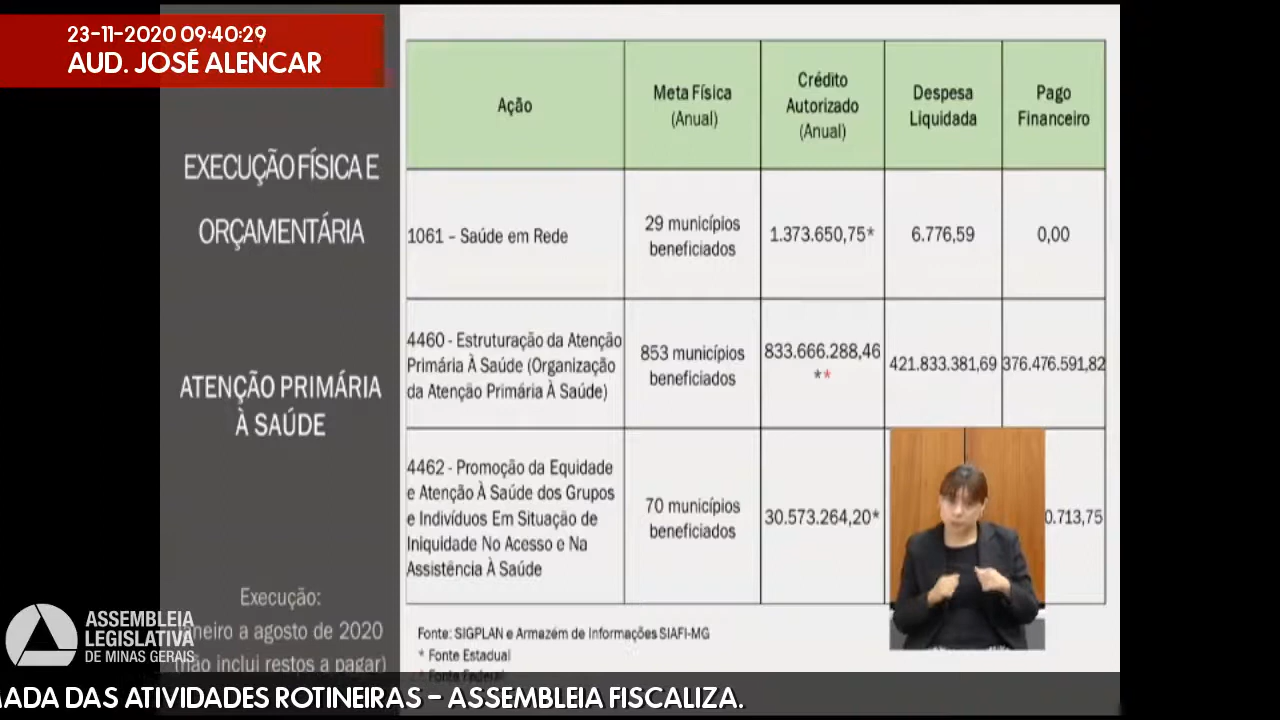 23-11-2020 09:40:29
AUD. JOSÉ ALENCAR
EXECUÇÃO FÍSICA E
ORÇAMENTÁRIA
ATENÇÃO PRIMÁRIA
À SAÚDE
Execução:
neiro a agosto de 2020
(não inclui restos a pagar)
Ação
Meta Física
(Anual)
Crédito
Autorizado
(Anual)
Despesa
Liquidada
Pago
Financeiro
1061 – Saúde em Rede
29 municípios
beneficiados
1.373.650,75*
6.776,59
0,00
4460 - Estruturação da Atenção
Primária À Saúde (Organização
da Atenção Primária À Saúde)
853 municípios
beneficiados
833.666.288,46
**
421.833.381,69
376.476.591,82
4462 - Promoção da Equidade
e Atenção À Saúde dos Grupos
e Indivíduos Em Situação de
Iniquidade No Acesso e Na
Assistência À Saúde
70 municípios
beneficiados
30.573.264,20*
0.713,75
Fonte: SIGPLAN e Armazém de Informações SIAFI-MG
* Fonte Estadual
* Fonte Federal
ASSEMBLEIA
LEGISLATIVA
DE MINAS GERAIS
MADA DAS ATIVIDADES ROTINEIRAS – ASSEMBLEIA FISCALIZA.